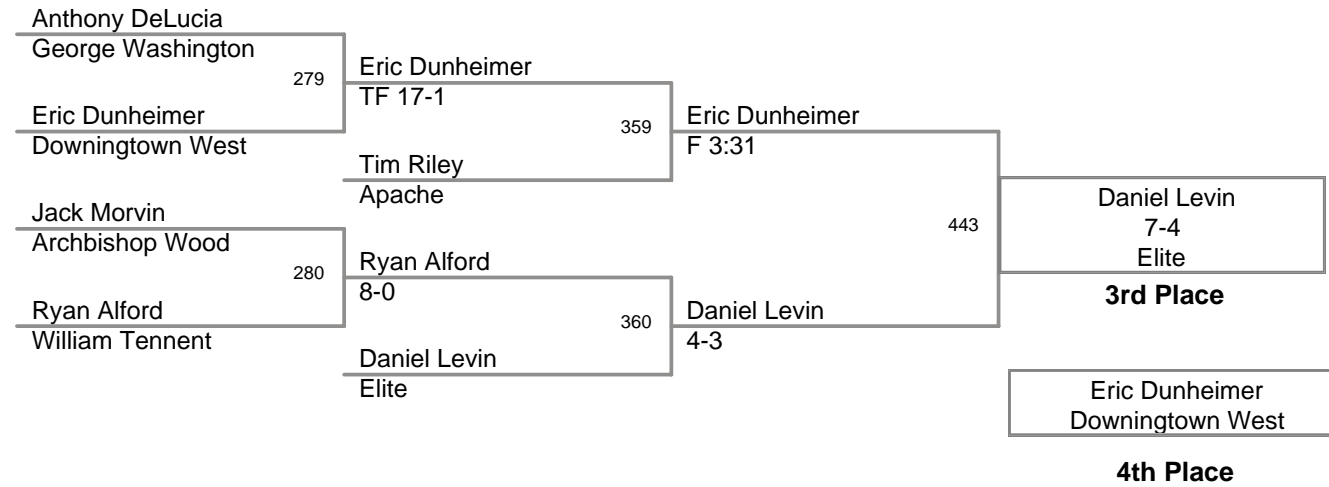 Anthony DeLucia
George Washington
279
Eric Dunheimer
TF 17-1
Eric Dunheimer
Downingtown West
359
Eric Dunheimer
F 3:31
Tim Riley
Apache
Jack Morvin
Archbishop Wood
443
Daniel Levin
7-4
Elite
3rd Place
280
Ryan Alford
8-0
Ryan Alford
William Tennent
360
Daniel Levin
4-3
Daniel Levin
Elite
Eric Dunheimer
Downingtown West
4th Place